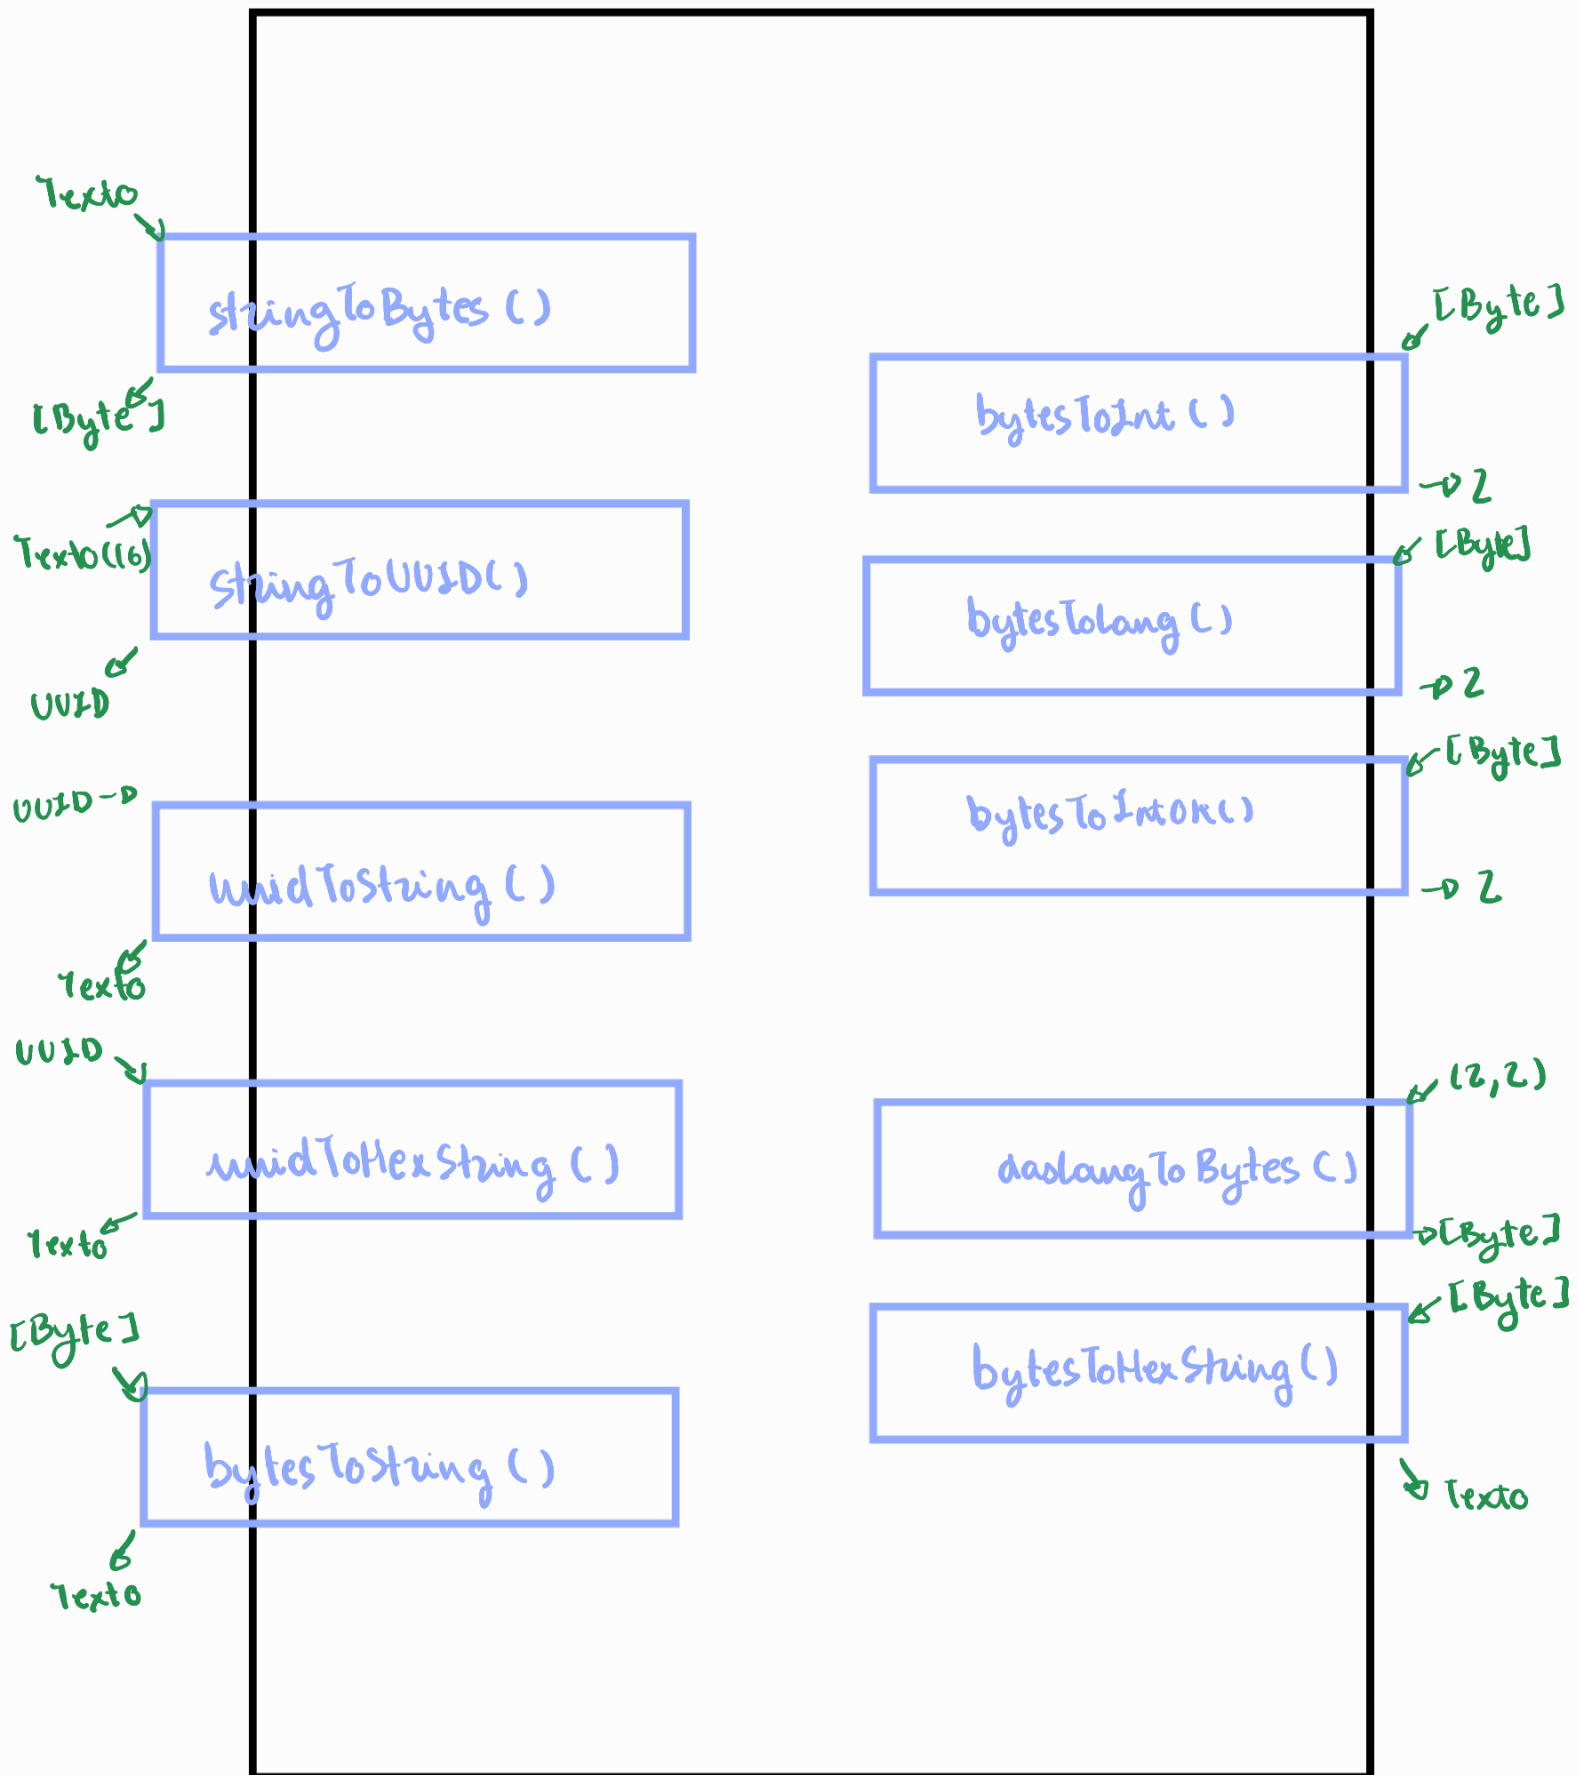 Texto
stringToBytes ()
[Byte]
Texto(16)
stringToUUID()
UUID
UUID
uuidToString ()
Texto
UUID
uuidToHexString ()
Texto
[Byte]
bytesToString ()
Texto
[Byte]
bytesToInt ()
Z
[Byte]
bytesTolong ()
Z
[Byte]
bytesToIntOK()
Z
(Z,Z)
doslongToBytes ()
[Byte]
[Byte]
bytesToHexString()
Texto